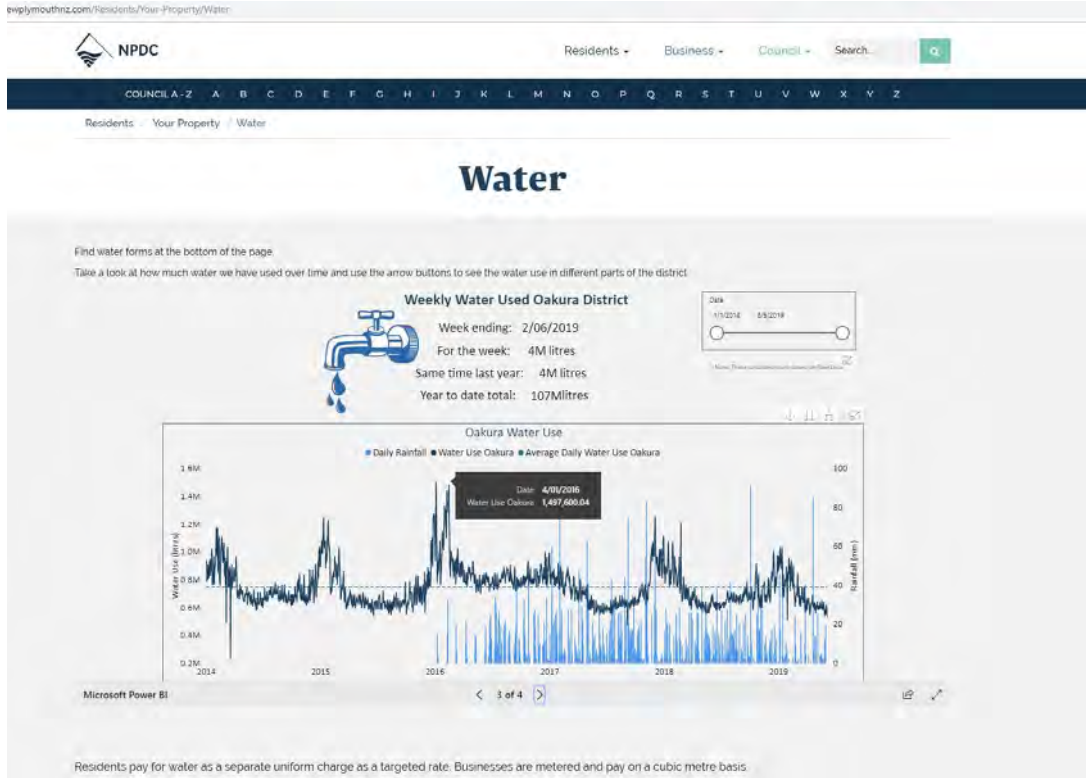 ewplymouthnz.com/Residents/Your-Property/Water
NPDC
Residents Business Council Search...
COUNCIL A-Z A B C D E F G H I J K L M N O P Q R S T U V W X Y Z
Residents / Your Property / Water
Water
Find water forms at the bottom of the page.
Take a look at how much water we have used over time and use the arrow buttons to see the water use in different parts of the district
Weekly Water Used Oakura District
Week ending: 2/06/2019
For the week: 4M litres
Same time last year: 4M litres
Year to date total: 107Mlitres
Date
Oakura Water Use
Daily Rainfall Water Use Oakura Average Daily Water Use Oakura
Date 4/01/2016
Water Use Oakura 1,497,600.04
Water Use (litres)
1.6M
1.4M
1.2M
1.0M
0.8M
0.6M
0.4M
0.2M
100
80
60
40
20
0
Rainfall (mm)
2014 2015 2016 2017 2018 2019
Microsoft Power BI < 3 of 4 >
Residents pay for water as a separate uniform charge as a targeted rate. Businesses are metered and pay on a cubic metre basis.